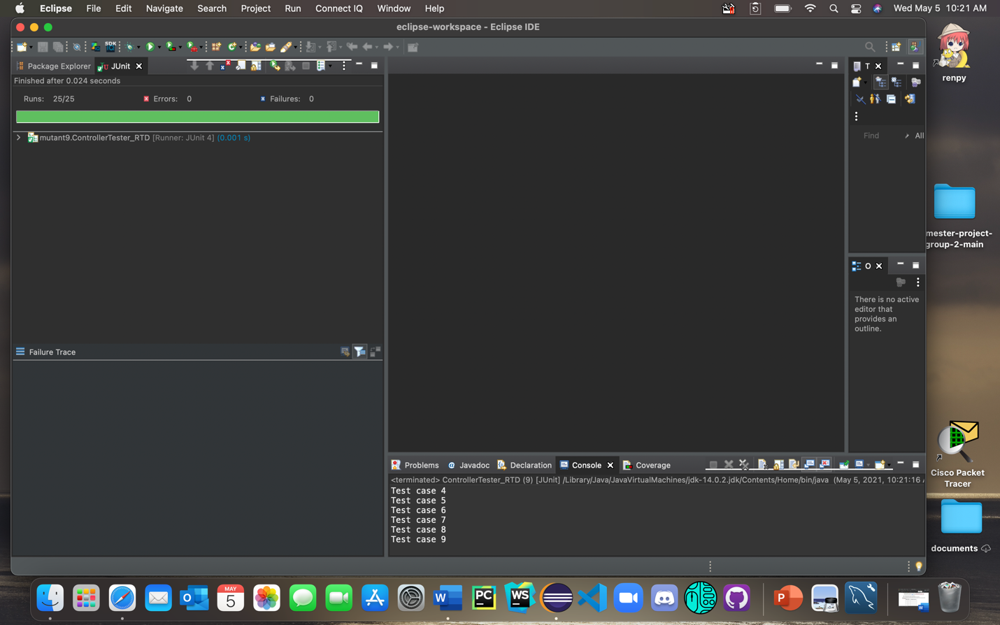 Eclipse File Edit Navigate Search Project Run Connect IQ Window Help Wed May 5 10:21 AM
eclipse-workspace - Eclipse IDE
SDK
Package Explorer JUnit
Finished after 0.024 seconds
Runs: 25/25 Errors: 0 Failures: 0
mutant9.ControllerTester_RTD [Runner: JUnit 4] (0.001 s)
Failure Trace
T
Find All
O
There is no active
editor that
provides an
outline.
Problems @ Javadoc Declaration Console Coverage
<terminated> ControllerTester_RTD (9) [JUnit] /Library/Java/JavaVirtualMachines/jdk-14.0.2.jdk/Contents/Home/bin/java (May 5, 2021, 10:21:16
Test case 4
Test case 5
Test case 6
Test case 7
Test case 8
Test case 9
renpy
mester-project-
group-2-main
Cisco Packet
Tracer
documents
MAY
5
W
PC
WS
P